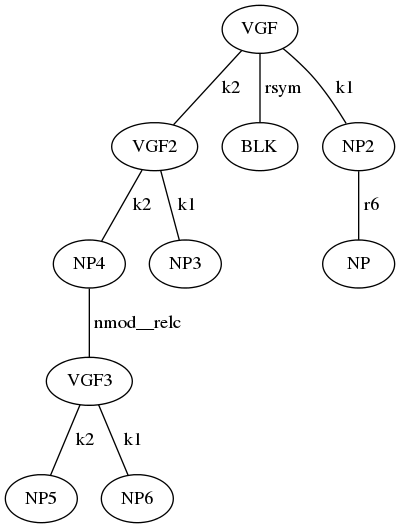 VGF
k2 rsym k1
VGF2 BLK NP2
k2 k1 r6
NP4 NP3 NP
nmod__relc
VGF3
k2 k1
NP5 NP6